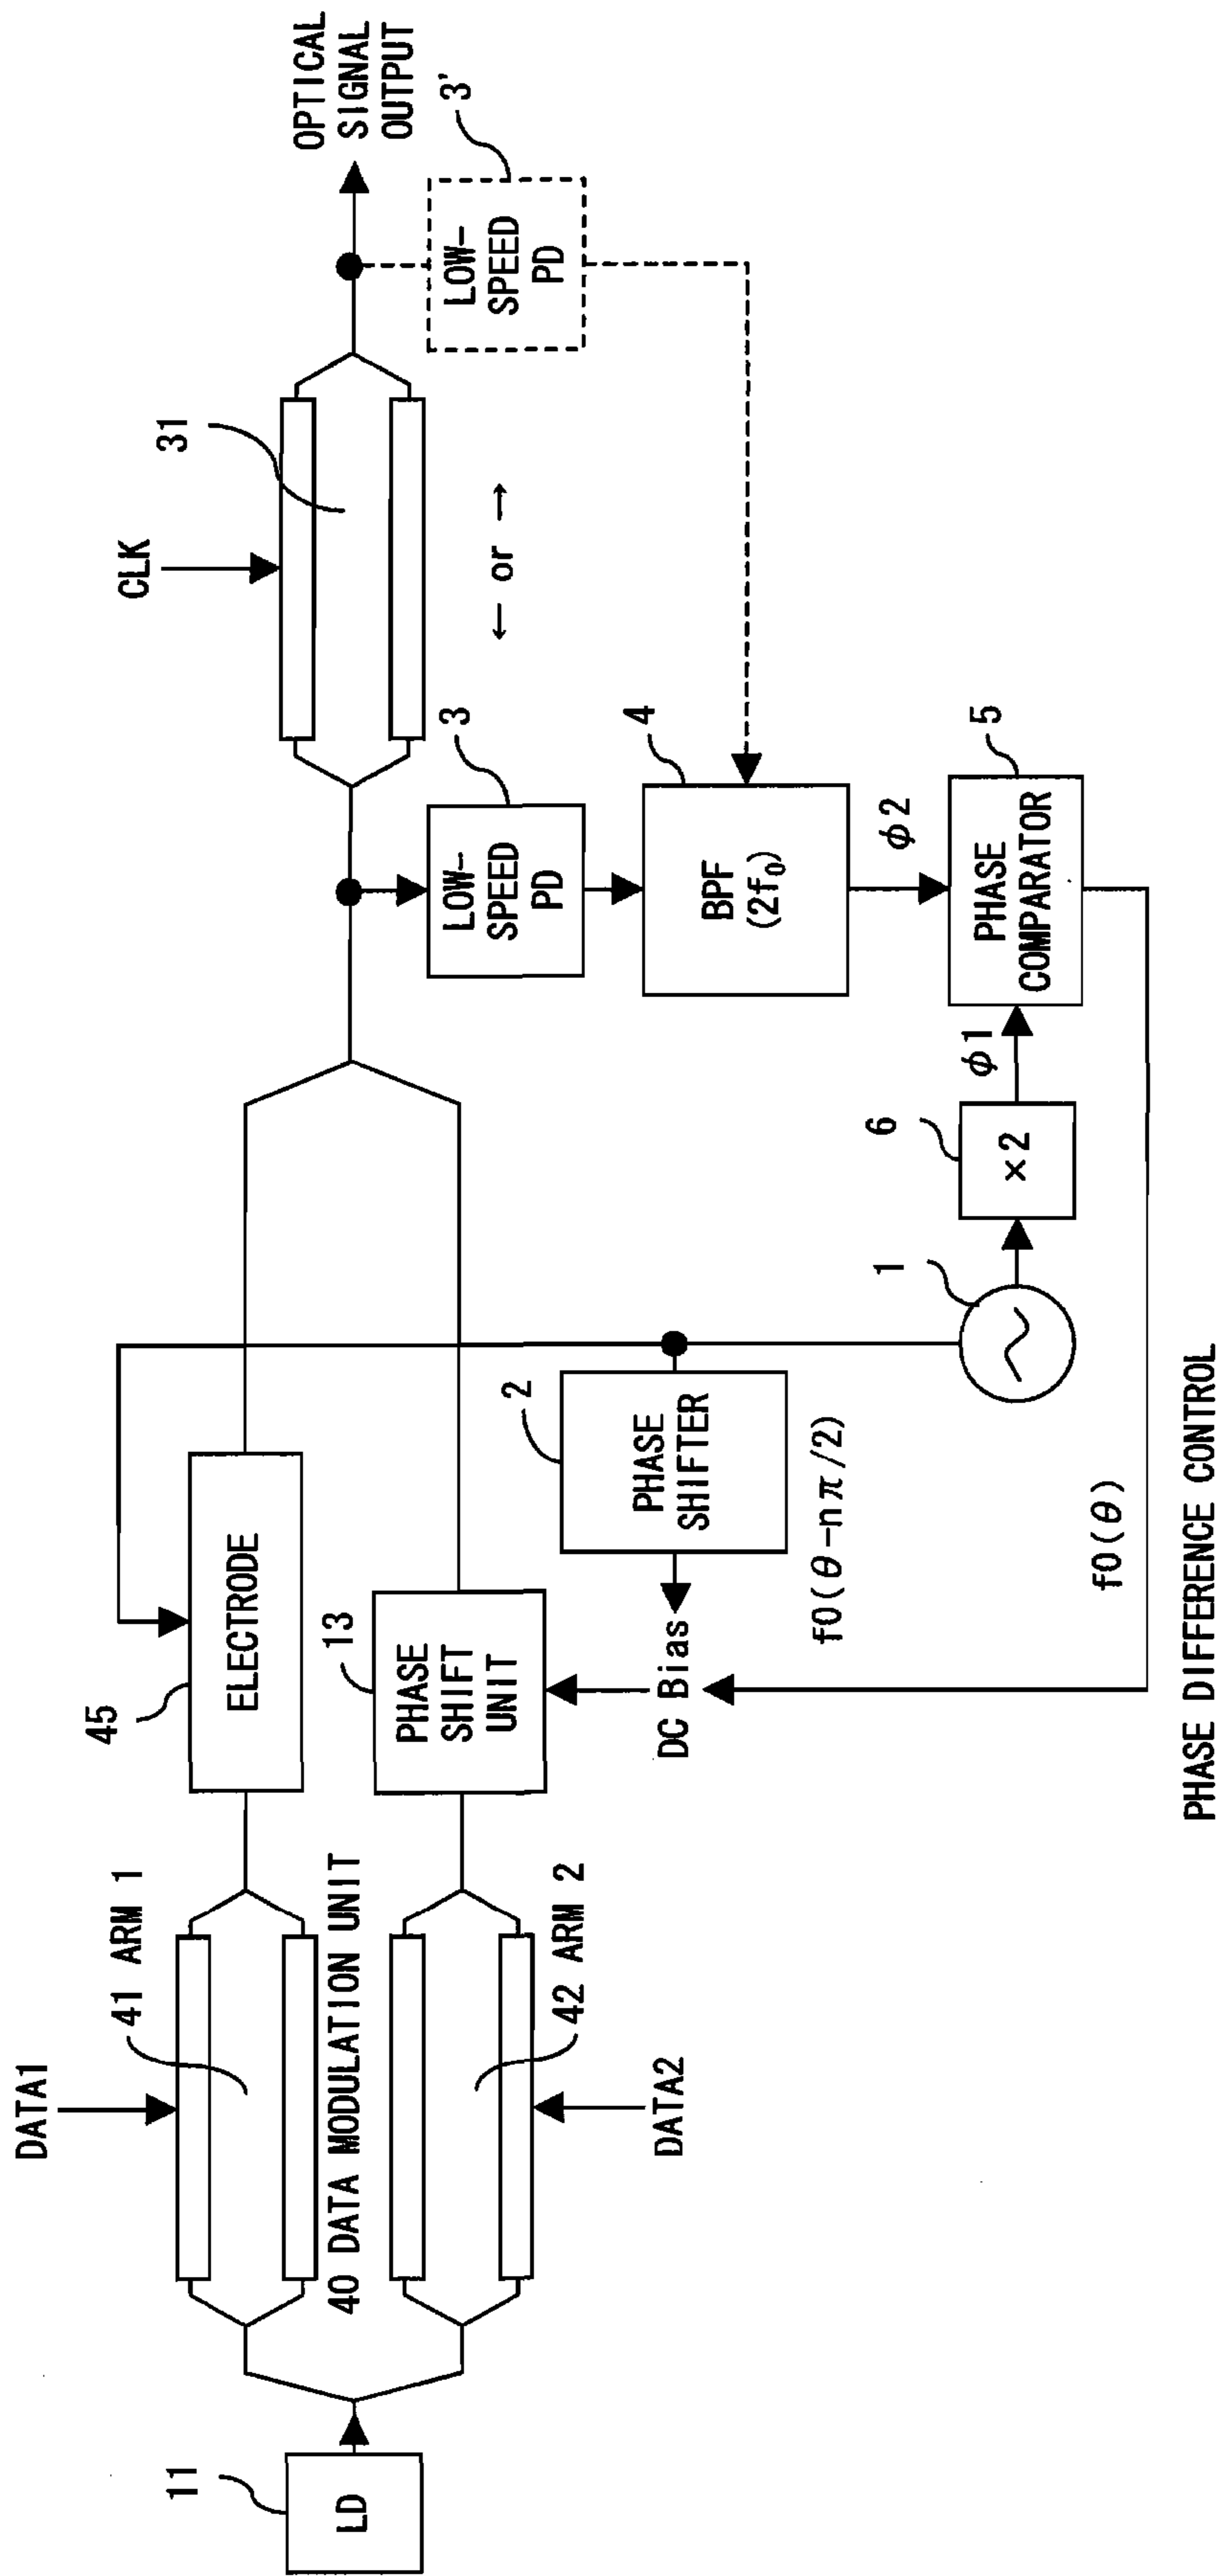 DATA1
41 ARM 1
45
ELECTRODE
CLK
31
OPTICAL
SIGNAL
OUTPUT
3'
LOW-
SPEED
PD
11
LD
40 DATA MODULATION UNIT
13
PHASE
SHIFT
UNIT
← or →
3
LOW-
SPEED
PD
42 ARM 2
DATA2
DC Bias
2
PHASE
SHIFTER
f0(θ-nπ/2)
4
BPF
(2f₀)
φ2
1
6
×2
φ1
5
PHASE
COMPARATOR
f0(θ)
PHASE DIFFERENCE CONTROL